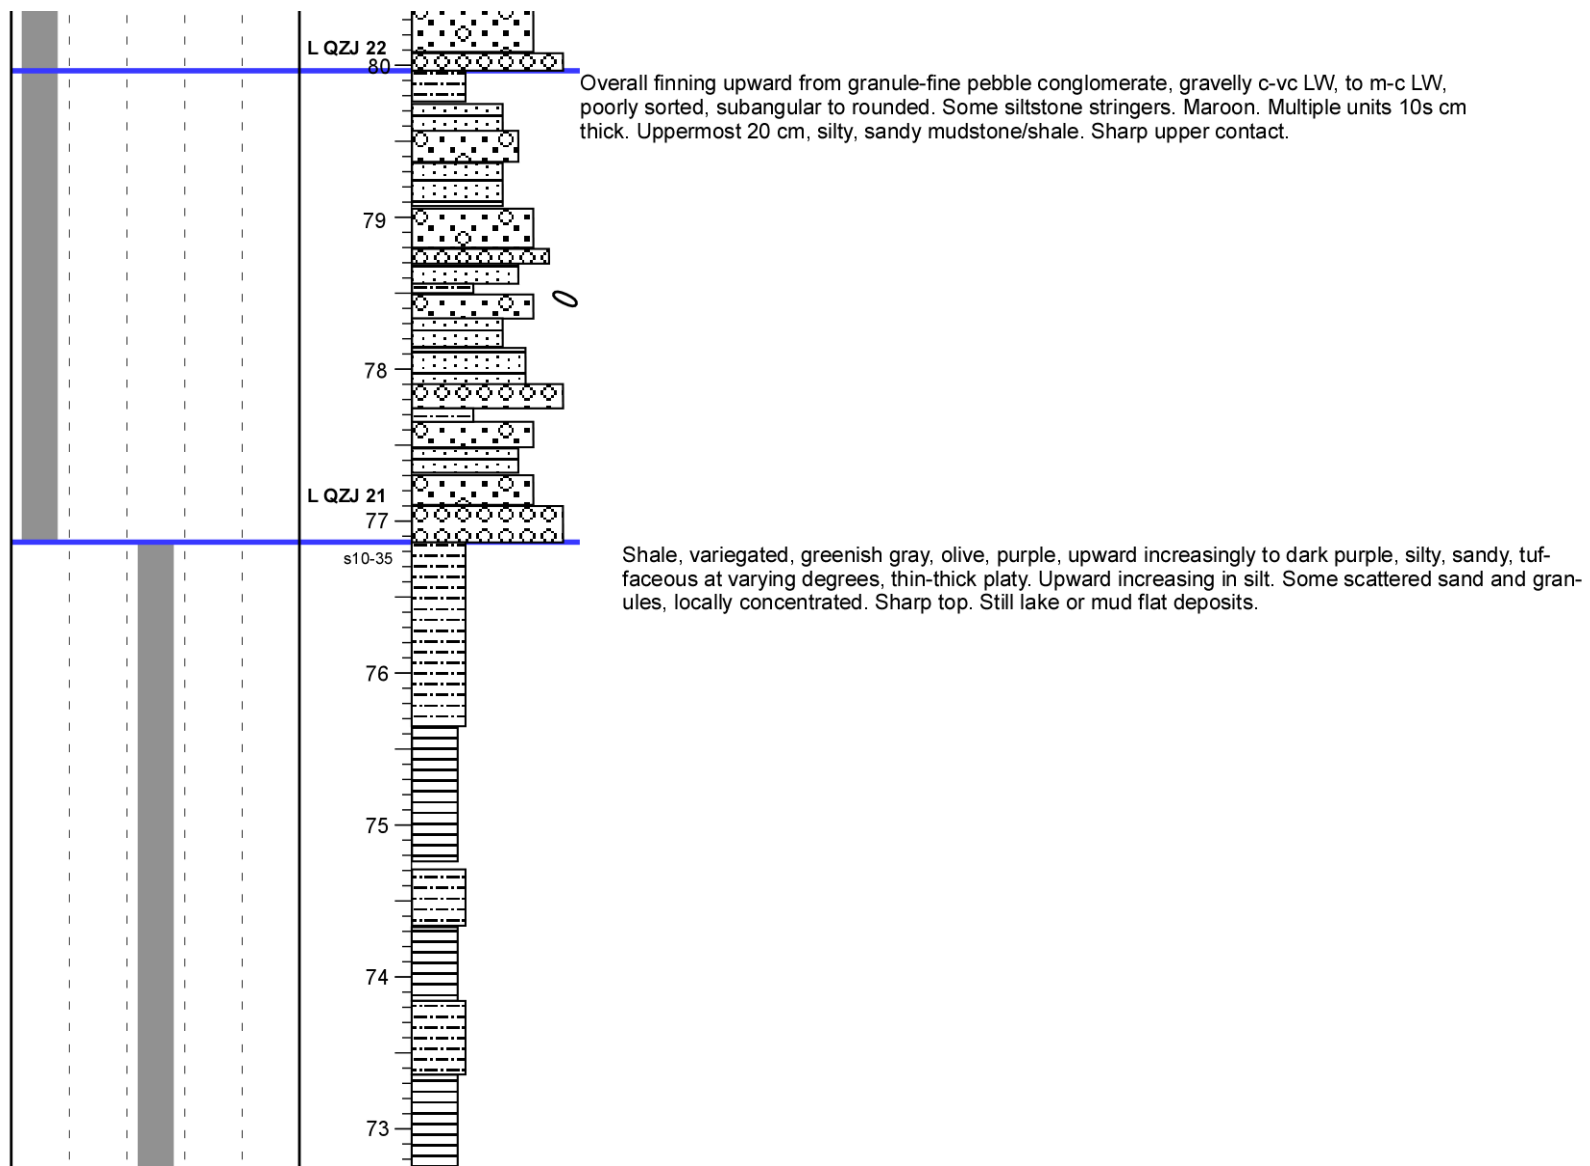 L QZJ 22
80
Overall finning upward from granule-fine pebble conglomerate, gravelly c-vc LW, to m-c LW,
poorly sorted, subangular to rounded. Some siltstone stringers. Maroon. Multiple units 10s cm
thick. Uppermost 20 cm, silty, sandy mudstone/shale. Sharp upper contact.
79
78
L QZJ 21
77
s10-35
Shale, variegated, greenish gray, olive, purple, upward increasingly to dark purple, silty, sandy, tuf-
faceous at varying degrees, thin-thick platy. Upward increasing in silt. Some scattered sand and gran-
ules, locally concentrated. Sharp top. Still lake or mud flat deposits.
76
75
74
73